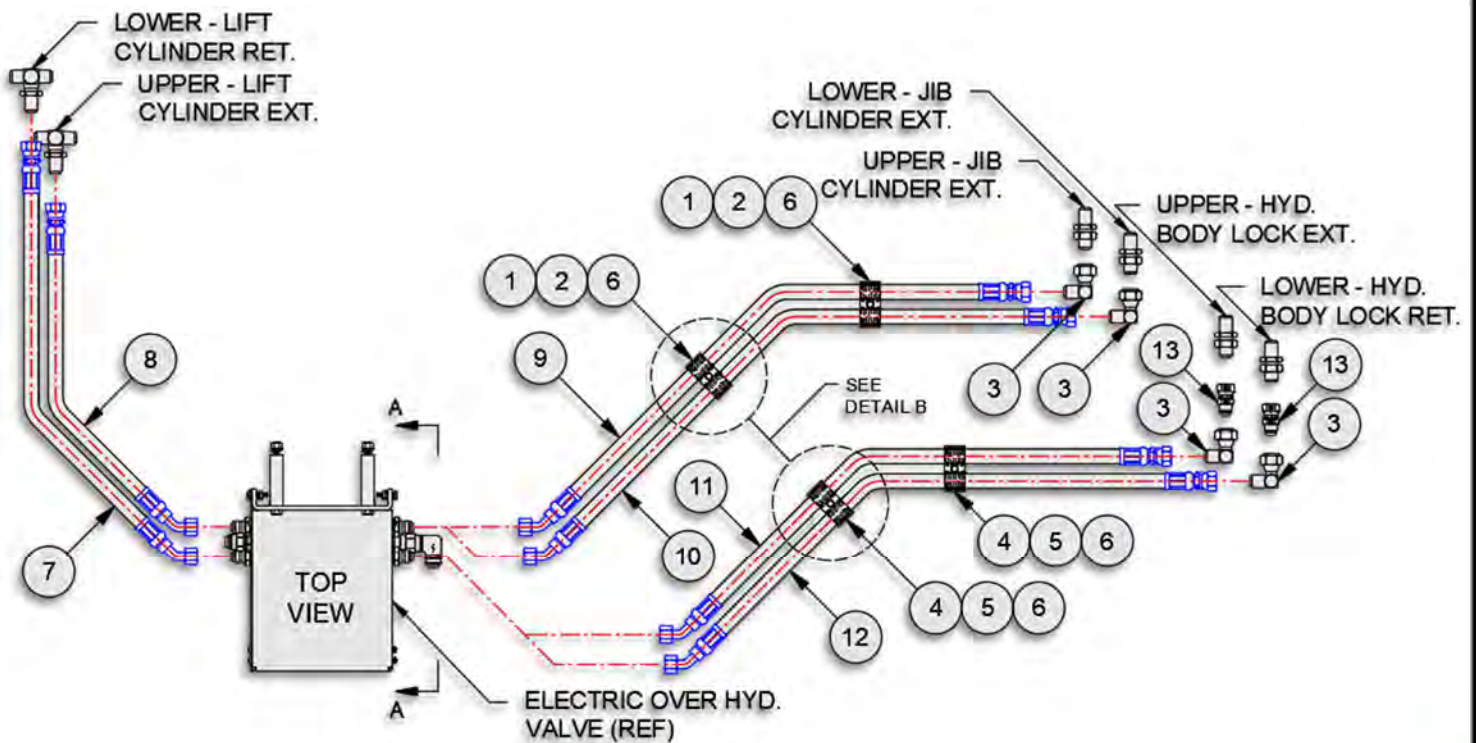 LOWER - LIFT
CYLINDER RET.
UPPER - LIFT
CYLINDER EXT.
LOWER - JIB
CYLINDER EXT.
UPPER - JIB
CYLINDER EXT.
1 2 6
UPPER - HYD.
BODY LOCK EXT.
1 2 6
LOWER - HYD.
BODY LOCK RET.
8
9
13
13
SEE
DETAIL B
3
3
3
3
A
11
7
10
4 5 6
TOP
VIEW
4 5 6
12
A
ELECTRIC OVER HYD.
VALVE (REF)